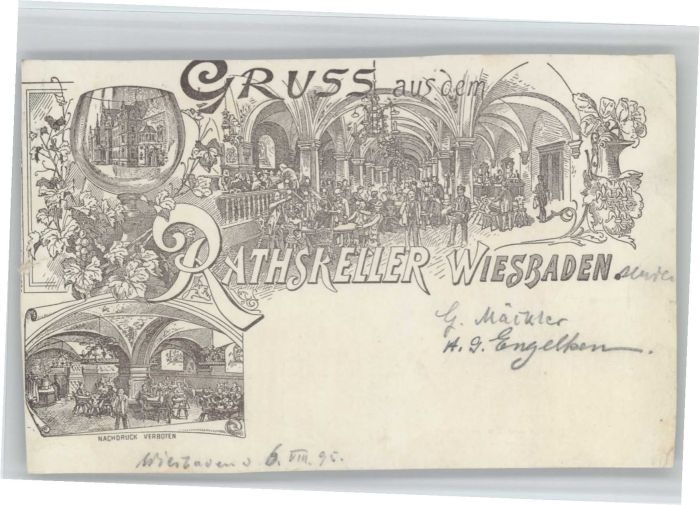 GRUSS aus dem
RATHSKELLER WIESBADEN.
G. Mäckler
H. J. Engelken.
NACHDRUCK VERBOTEN
Wiesbaden d 6. VIII. 95.